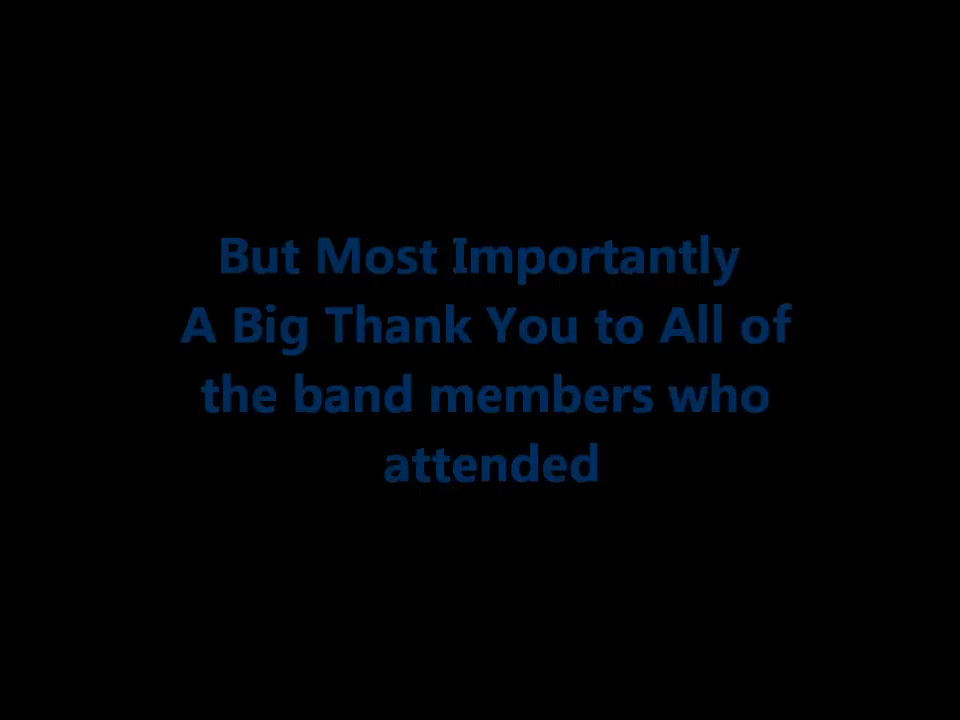 But Most Importantly
A Big Thank You to All of
the band members who
attended